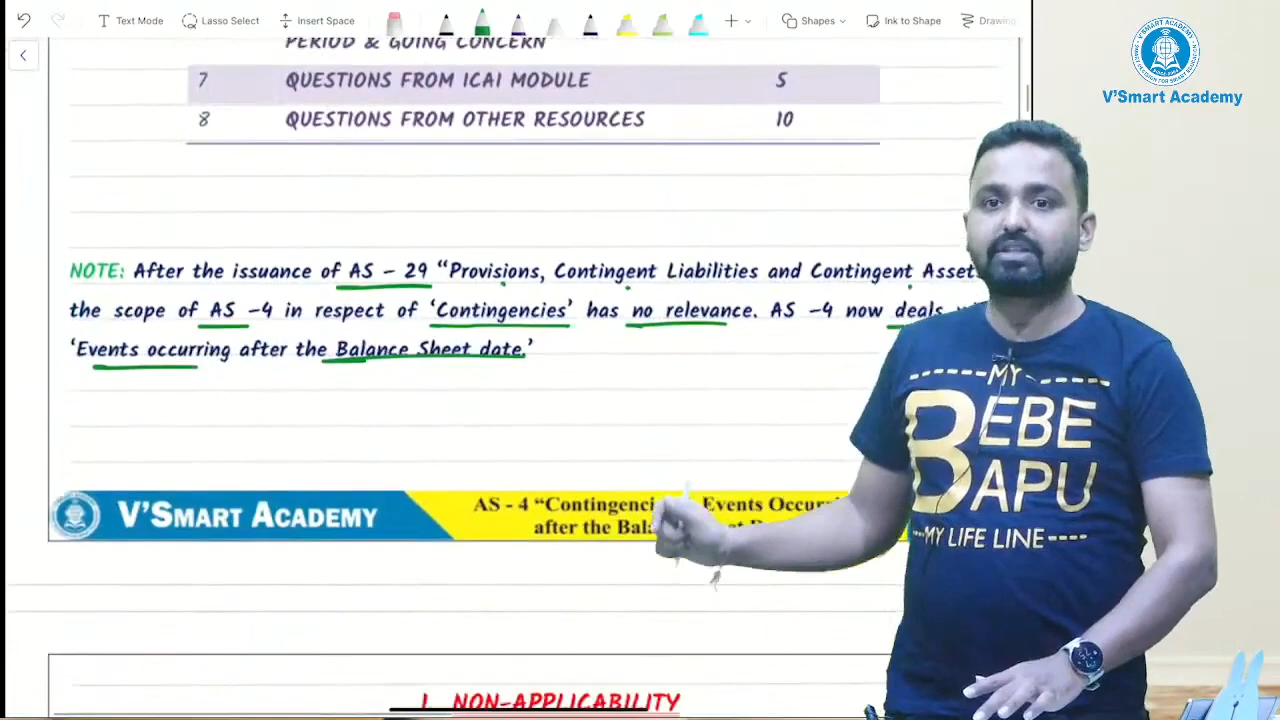 Text Mode Lasso Select Insert Space Shapes Ink to Shape Drawing
V'Smart Academy
PERIOD & GOING CONCERN
7 QUESTIONS FROM ICAI MODULE 5
8 QUESTIONS FROM OTHER RESOURCES 10
NOTE: After the issuance of AS – 29 “Provisions, Contingent Liabilities and Contingent Asset
the scope of AS –4 in respect of ‘Contingencies’ has no relevance. AS –4 now deals
‘Events occurring after the Balance Sheet date.’
MY
BEBE
BAPU
MY LIFE LINE
V'SMART ACADEMY
AS - 4 “Contingenci Events Occurri
after the Bala
1. NON-APPLICABILITY